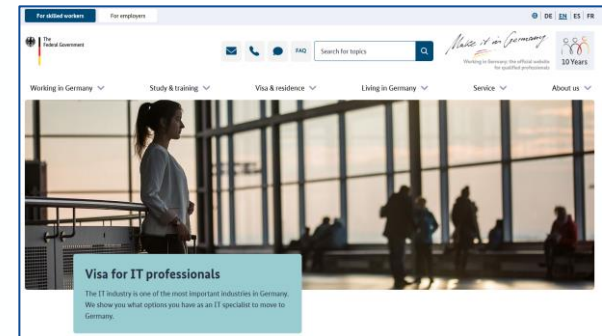 For skilled workers
For employers
DE | EN | ES | FR
The
Federal Government
FAQ
Search for topics
Make it in Germany
Working in Germany: the official website
for qualified professionals
10 Years
Working in Germany
Study & training
Visa & residence
Living in Germany
Service
About us
Visa for IT professionals
The IT industry is one of the most important industries in Germany.
We show you what options you have as an IT specialist to move to
Germany.